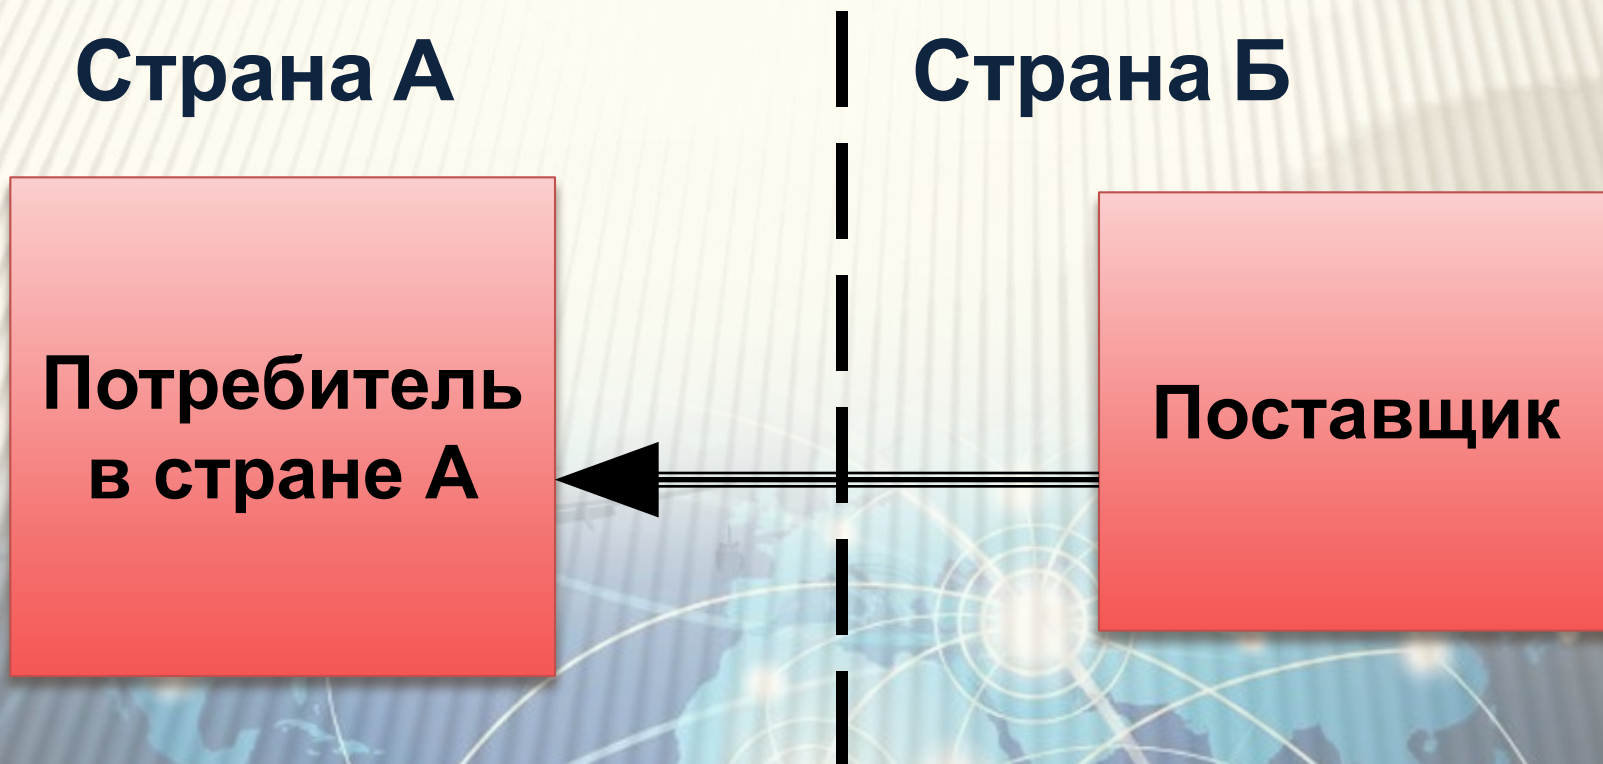 Страна А
Страна Б
Потребитель
в стране А
Поставщик